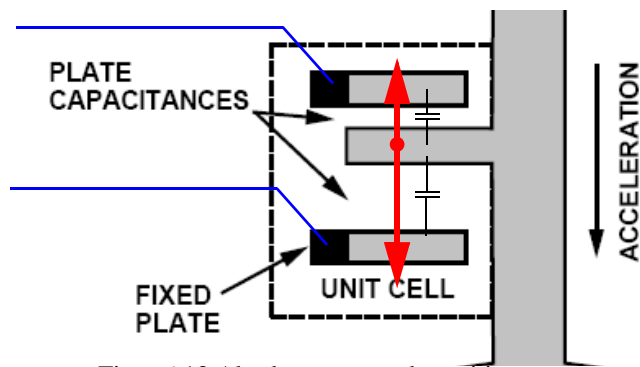 PLATE
CAPACITANCES
ACCELERATION
UNIT CELL
FIXED
PLATE